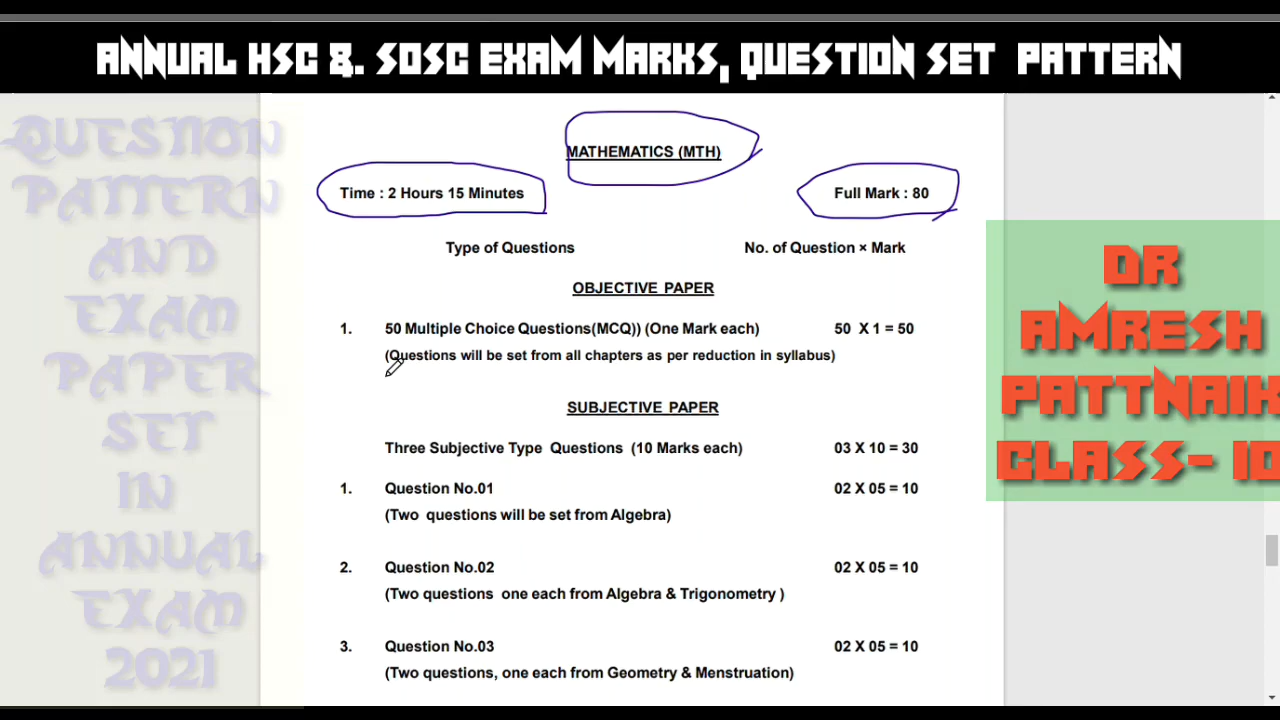 ANNUAL HSC &. SOSC EXAM MARKS, QUESTION SET PATTERN
QUESTION
PATTERN
AND
EXAM
PAPER
SET
IN
ANNUAL
EXAM
2021
MATHEMATICS (MTH)
Time : 2 Hours 15 Minutes Full Mark : 80
Type of Questions No. of Question × Mark
OBJECTIVE PAPER
1. 50 Multiple Choice Questions(MCQ)) (One Mark each) 50 X 1 = 50
(Questions will be set from all chapters as per reduction in syllabus)
SUBJECTIVE PAPER
Three Subjective Type Questions (10 Marks each) 03 X 10 = 30
1. Question No.01 02 X 05 = 10
(Two questions will be set from Algebra)
2. Question No.02 02 X 05 = 10
(Two questions one each from Algebra & Trigonometry )
3. Question No.03 02 X 05 = 10
(Two questions, one each from Geometry & Menstruation)
DR
AMRESH
PATTNAIK
CLASS- 10